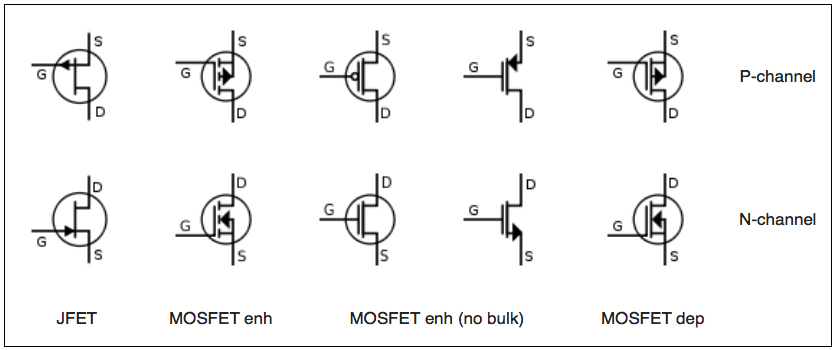 S S S S S
G G G G G P-channel
D D D D D
D D D D D
G G G G G N-channel
S S S S S
JFET MOSFET enh MOSFET enh (no bulk) MOSFET dep